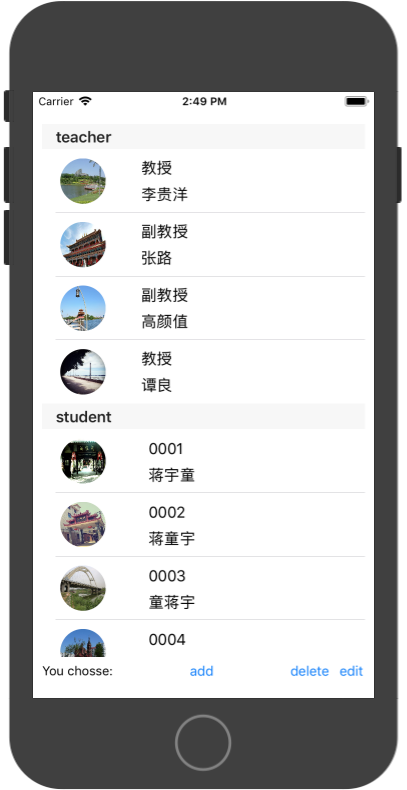 Carrier 2:49 PM
teacher
教授
李贵洋
副教授
张路
副教授
高颜值
教授
谭良
student
0001
蒋宇童
0002
蒋童宇
0003
童蒋宇
0004
You chosse: add delete edit